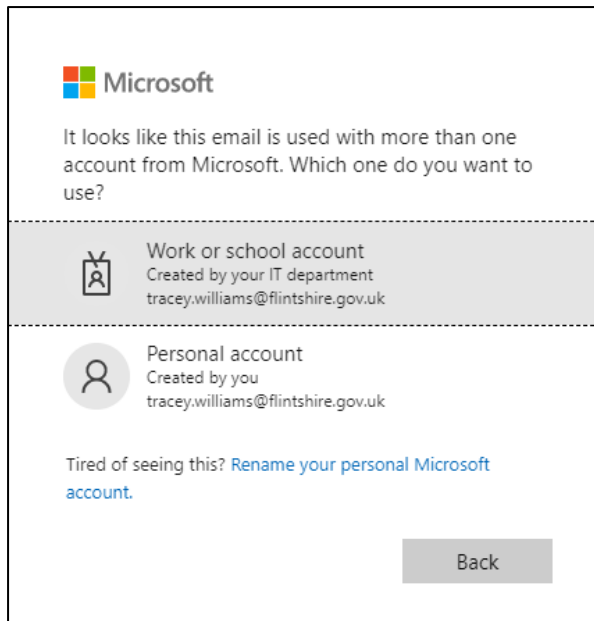 Microsoft
It looks like this email is used with more than one
account from Microsoft. Which one do you want to
use?
Work or school account
Created by your IT department
tracey.williams@flintshire.gov.uk
Personal account
Created by you
tracey.williams@flintshire.gov.uk
Tired of seeing this? Rename your personal Microsoft
account.
Back